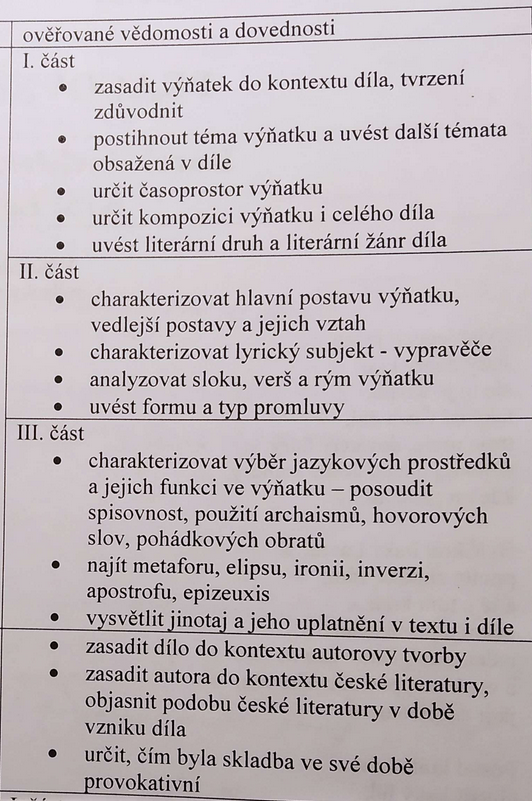 ověřované vědomosti a dovednosti
I. část
• zasadit výňatek do kontextu díla, tvrzení
zdůvodnit
• postihnout téma výňatku a uvést další témata
obsažená v díle
• určit časoprostor výňatku
• určit kompozici výňatku i celého díla
• uvést literární druh a literární žánr díla
II. část
• charakterizovat hlavní postavu výňatku,
vedlejší postavy a jejich vztah
• charakterizovat lyrický subjekt - vypravěče
• analyzovat sloku, verš a rým výňatku
• uvést formu a typ promluvy
III. část
• charakterizovat výběr jazykových prostředků
a jejich funkci ve výňatku – posoudit
spisovnost, použití archaismů, hovorových
slov, pohádkových obratů
• najít metaforu, elipsu, ironii, inverzi,
apostrofu, epizeuxis
• vysvětlit jinotaj a jeho uplatnění v textu i díle
• zasadit dílo do kontextu autorovy tvorby
• zasadit autora do kontextu české literatury,
objasnit podobu české literatury v době
vzniku díla
• určit, čím byla skladba ve své době
provokativní